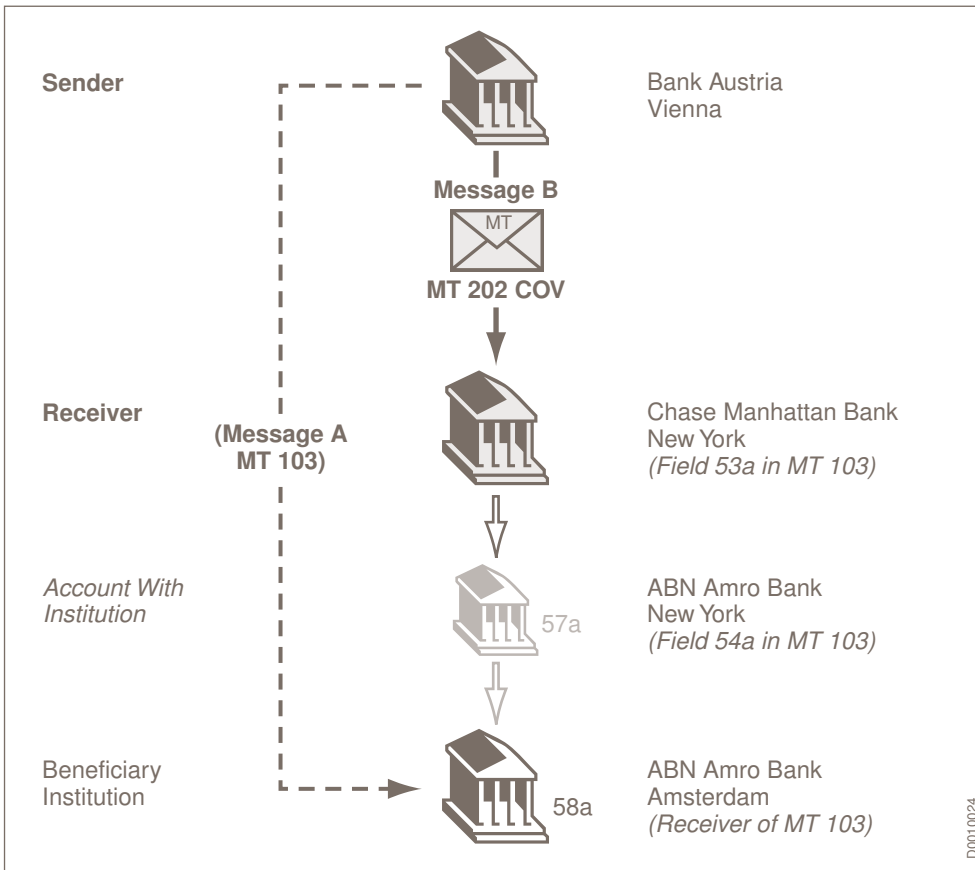 Sender
Bank Austria
Vienna
Message B
MT
MT 202 COV
Receiver
(Message A
MT 103)
Chase Manhattan Bank
New York
(Field 53a in MT 103)
Account With
Institution
57a
ABN Amro Bank
New York
(Field 54a in MT 103)
Beneficiary
Institution
58a
ABN Amro Bank
Amsterdam
(Receiver of MT 103)
D0010024